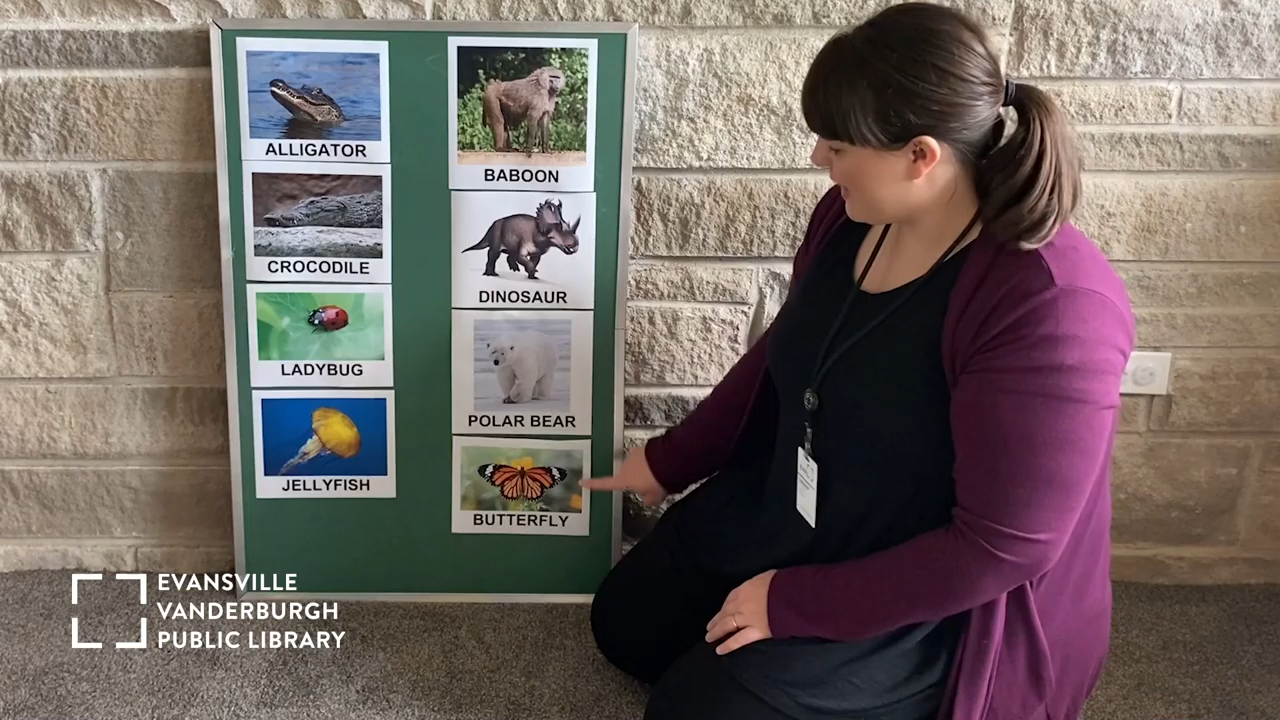 ALLIGATOR
CROCODILE
LADYBUG
JELLYFISH
BABOON
DINOSAUR
POLAR BEAR
BUTTERFLY
EVANSVILLE
VANDERBURGH
PUBLIC LIBRARY